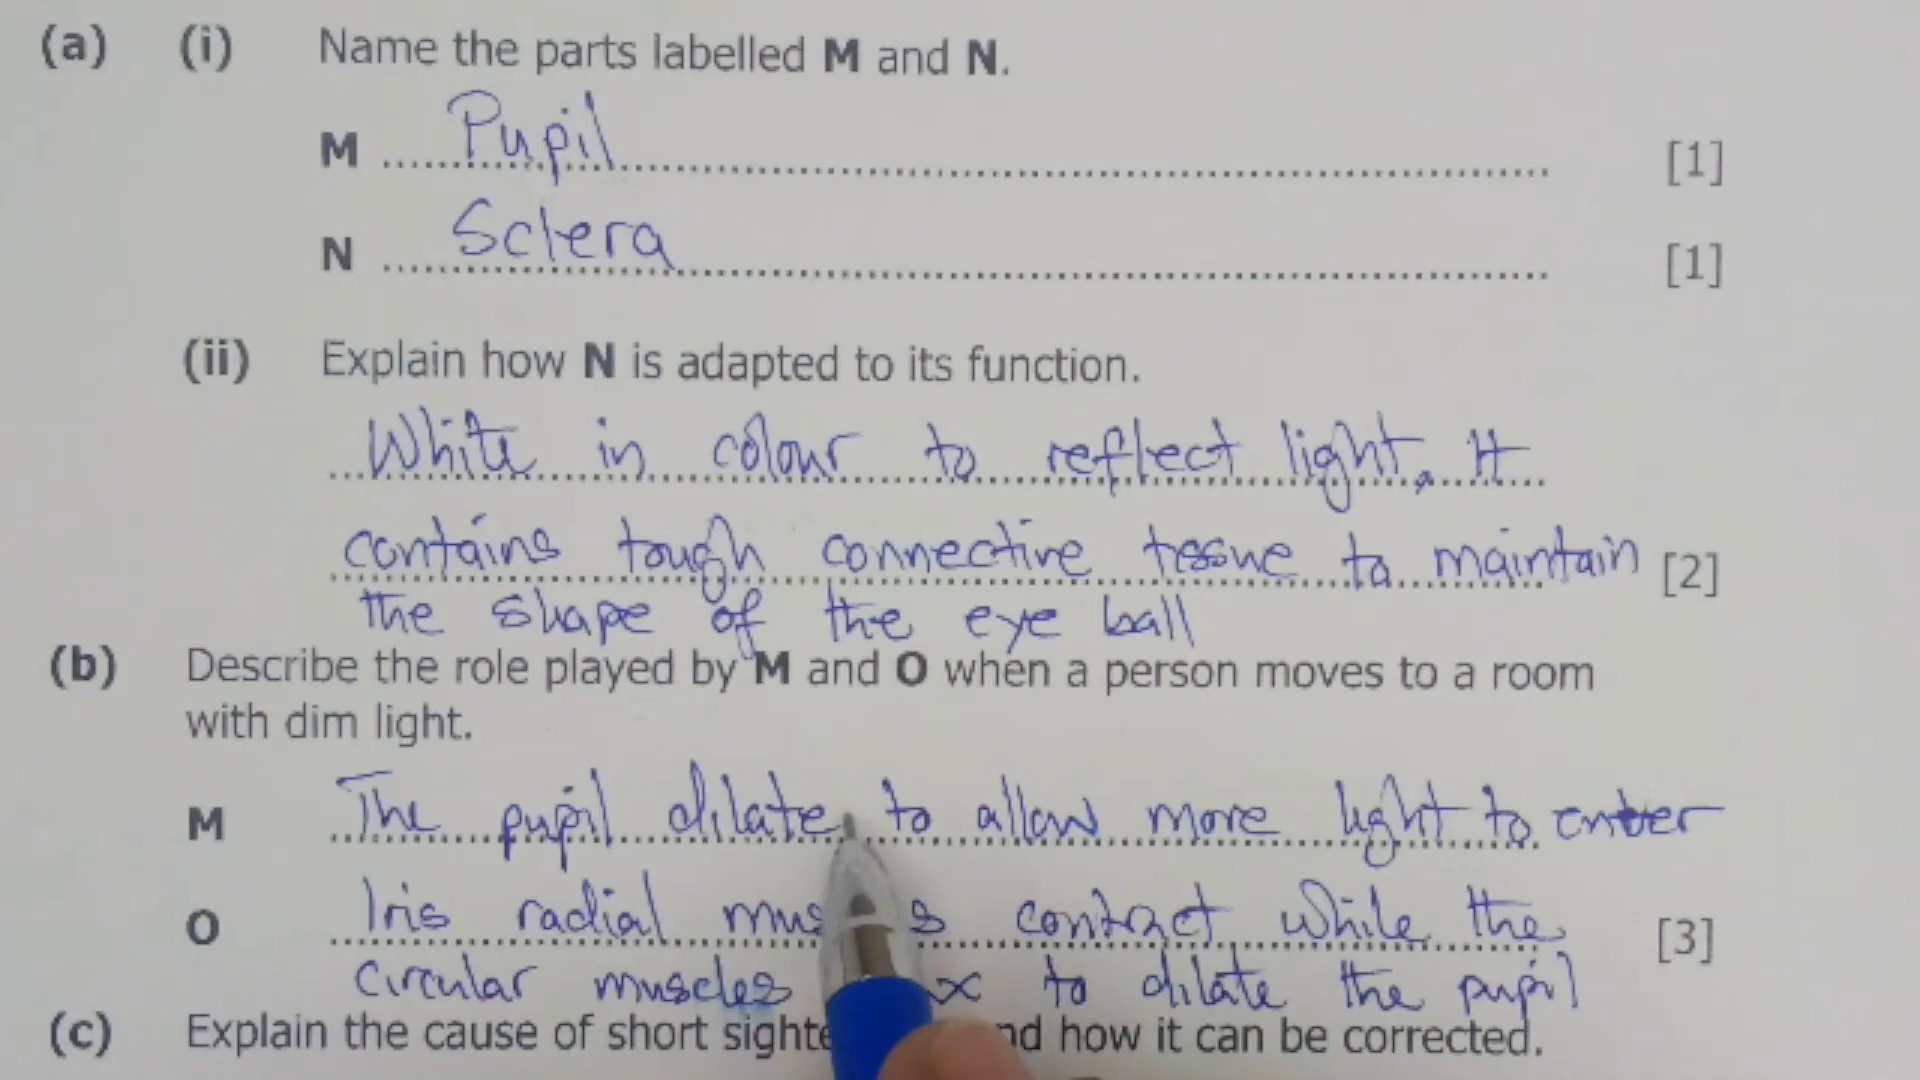 (a) (i) Name the parts labelled M and N.
M Pupil [1]
N Sclera [1]
(ii) Explain how N is adapted to its function.
White in colour to reflect light. It
contains tough connective tissue to maintain [2]
the shape of the eye ball
(b) Describe the role played by M and O when a person moves to a room
with dim light.
M The pupil dilate to allow more light to enter
O Iris radial contract while the [3]
circular muscles to dilate the pupil
(c) Explain the cause of short how it can be corrected.